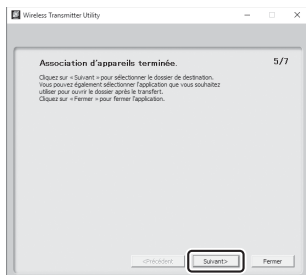 Wireless Transmitter Utility
Association d'appareils terminée.
5/7
Cliquez sur « Suivant » pour sélectionner le dossier de destination.
Vous pouvez également sélectionner l'application que vous souhaitez
utiliser pour ouvrir le dossier après le transfert.
Cliquez sur « Fermer » pour fermer l'application.
<Précédent
Suivant>
Fermer